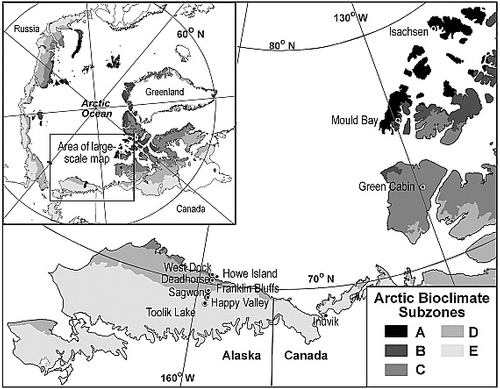 Russia
60° N
Greenland
Arctic
Ocean
Area of large-
scale map
Canada
130° W
80° N
Isachsen
Mould Bay
Green Cabin
70° N
West Dock
Howe Island
Deadhorse
Franklin Bluffs
Sagwon
Happy Valley
Toolik Lake
Inuvik
Alaska
Canada
160° W
Arctic Bioclimate
Subzones
A
D
B
E
C